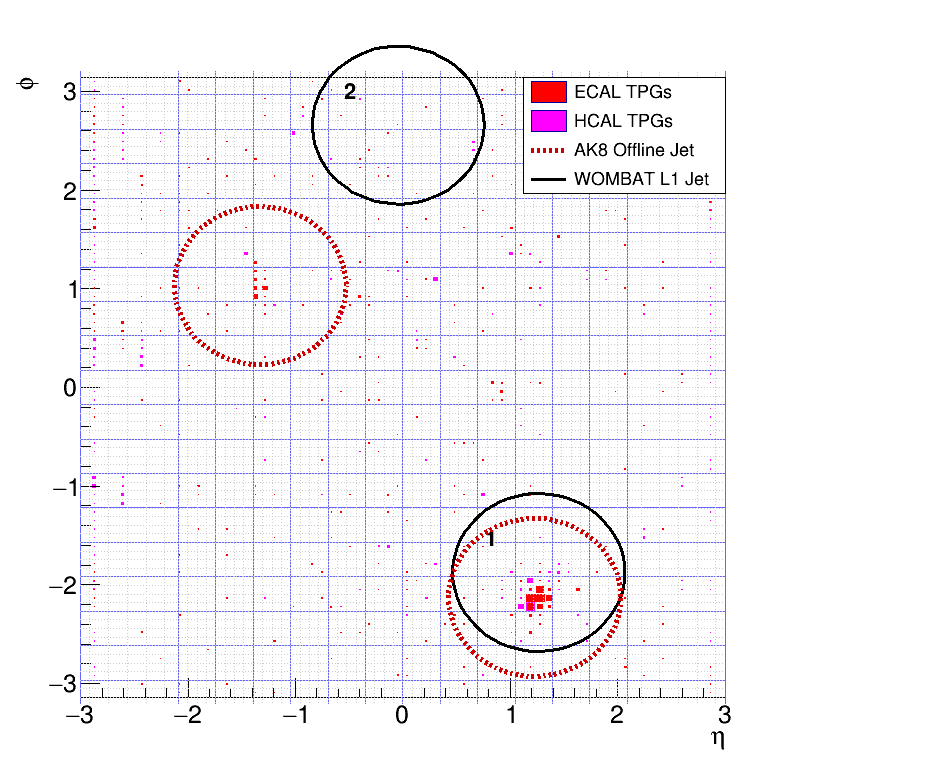 ϕ
3
2
1
0
−1
−2
−3
2
1
ECAL TPGs
HCAL TPGs
AK8 Offline Jet
WOMBAT L1 Jet
−3 −2 −1 0 1 2 3
η